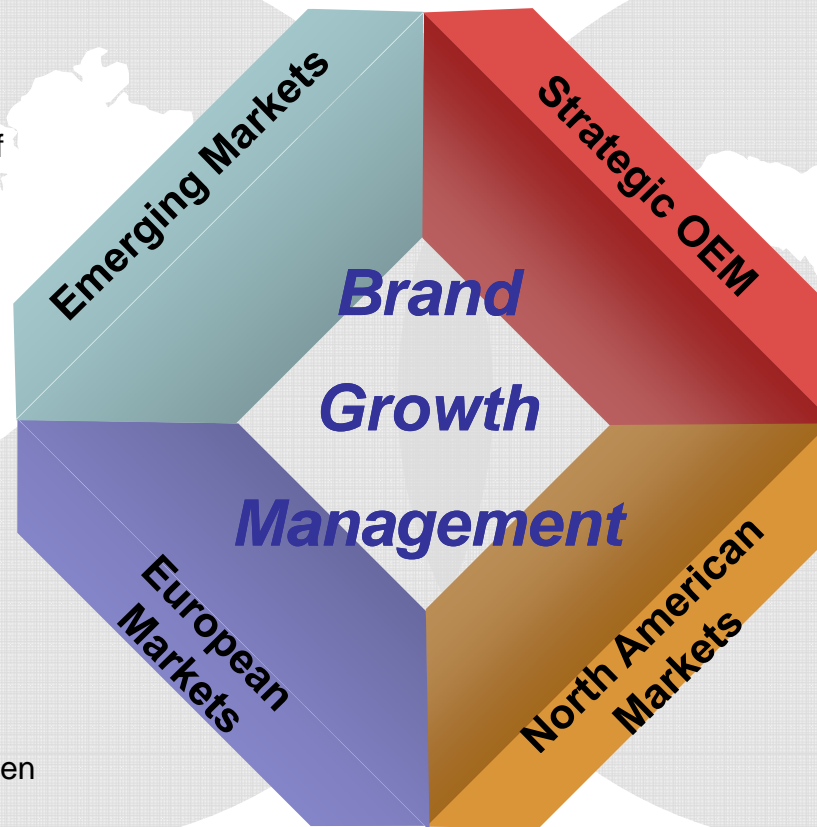 Emerging Markets
Strategic OEM
f
Brand
Growth
Management
European
Markets
North American
Markets
en